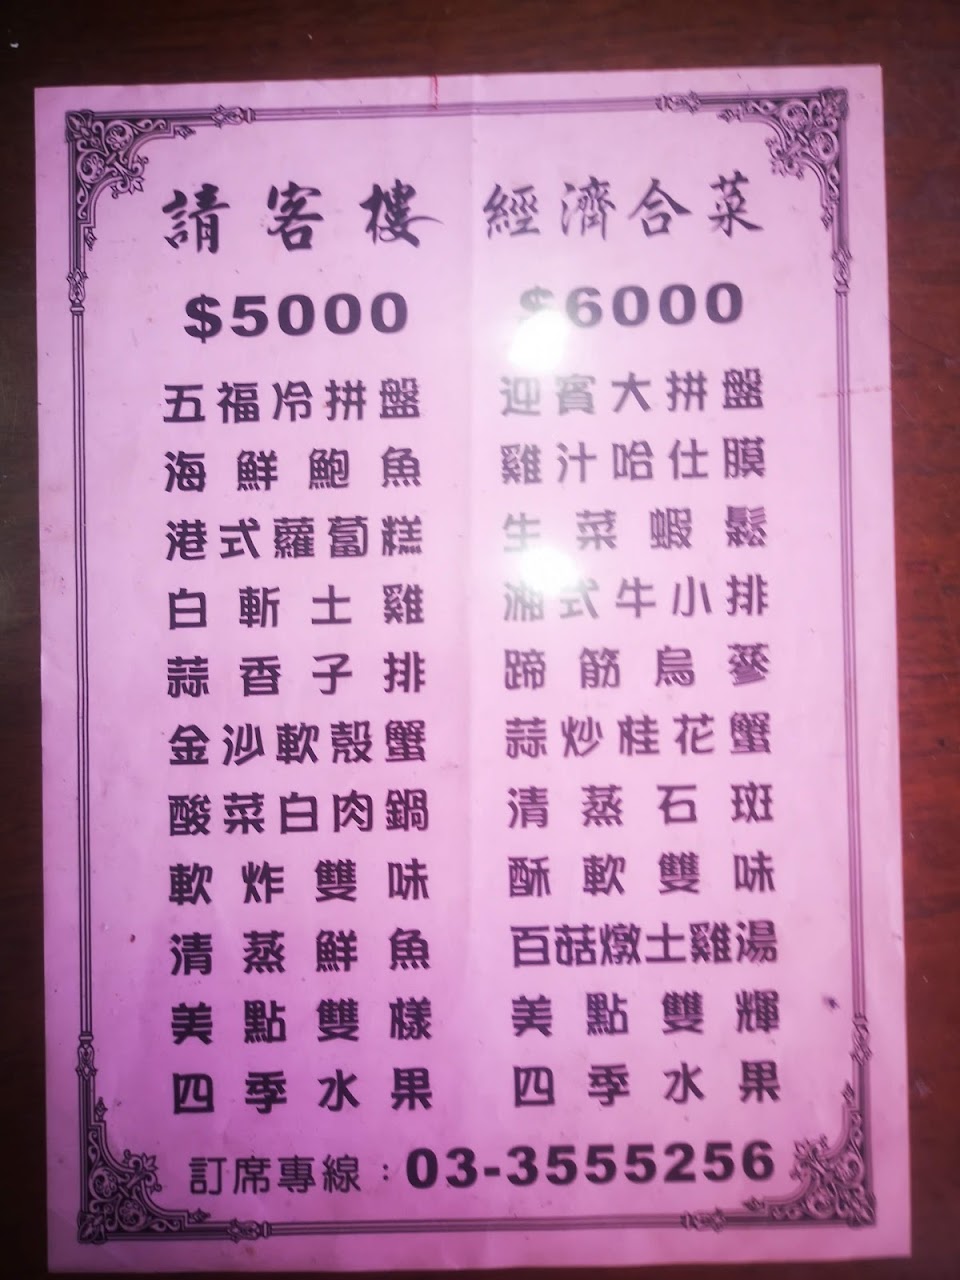 請客樓 經濟合菜
$5000
五福冷拼盤
海鮮鮑魚
港式蘿蔔糕
白斬土雞
蒜香子排
金沙軟殼蟹
酸菜白肉鍋
軟炸雙味
清蒸鮮魚
美點雙樣
四季水果
$6000
迎賓大拼盤
雞汁哈仕膜
生菜蝦鬆
湘式牛小排
蹄筋烏蔘
蒜炒桂花蟹
清蒸石斑
酥軟雙味
百菇燉土雞湯
美點雙輝
四季水果
訂席專線：03-3555256